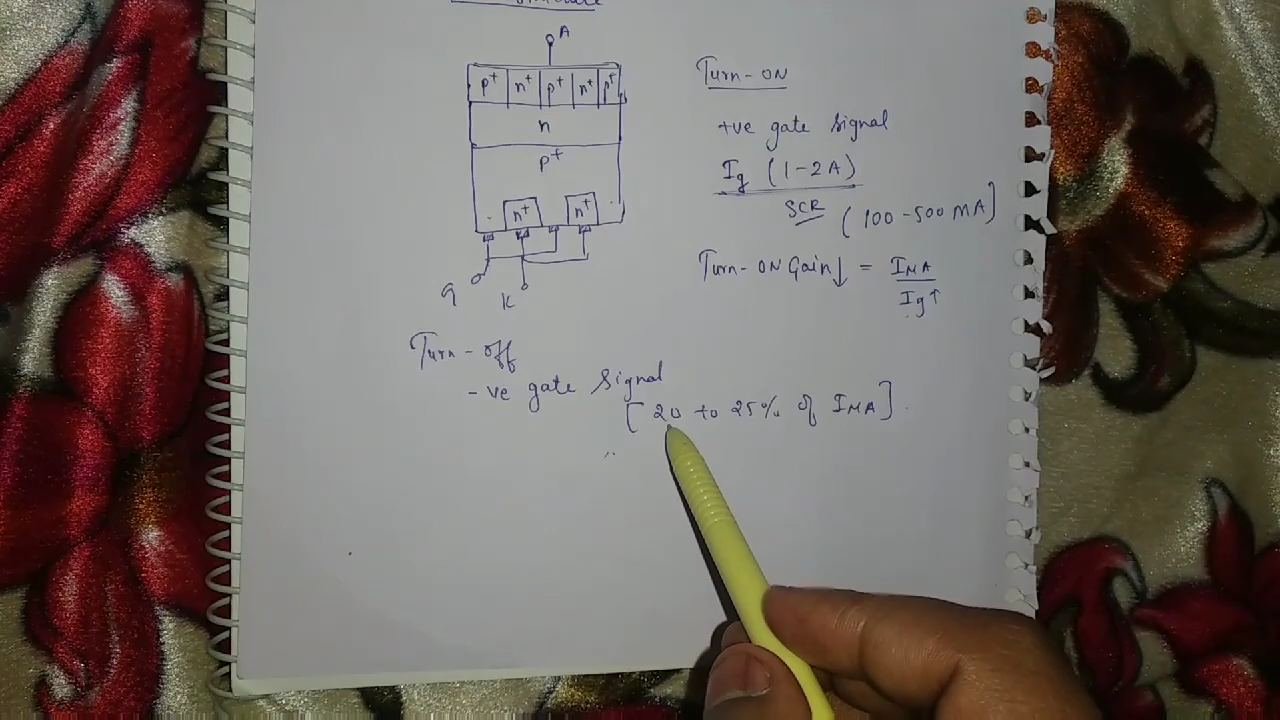 A
p+ n+ p+ n+ p+
n
p+
n+ n+
G
K
Turn-ON
+ve gate signal
Ig (1-2A)
SCR (100-500 MA]
Turn-ON Gain↓ = IMA / Ig↑
Turn-off
-ve gate signal
[20 to 25% of IMA].